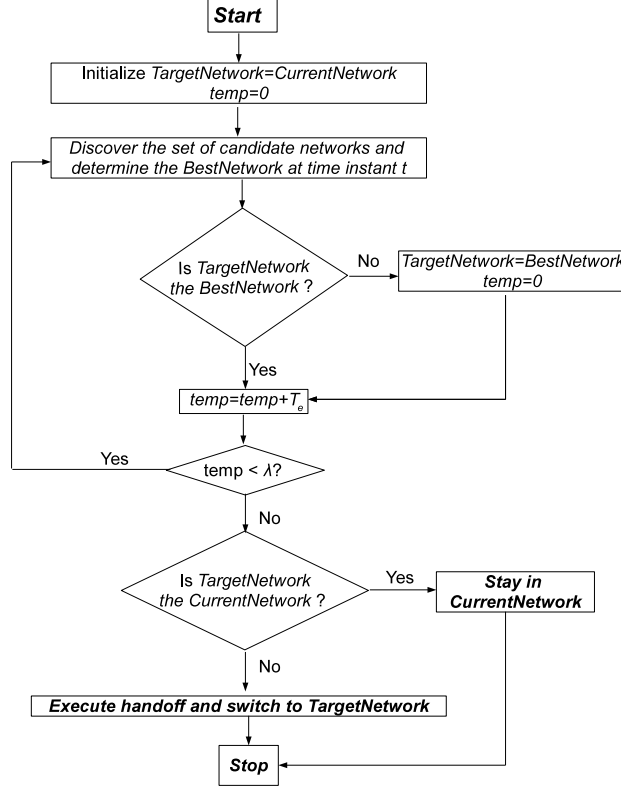 Start
Initialize TargetNetwork=CurrentNetwork
temp=0
Discover the set of candidate networks and
determine the BestNetwork at time instant t
Is TargetNetwork
the BestNetwork ?
No
TargetNetwork=BestNetwork
temp=0
Yes
temp=temp+Te
Yes
temp < λ?
No
Is TargetNetwork
the CurrentNetwork ?
Yes
Stay in
CurrentNetwork
No
Execute handoff and switch to TargetNetwork
Stop